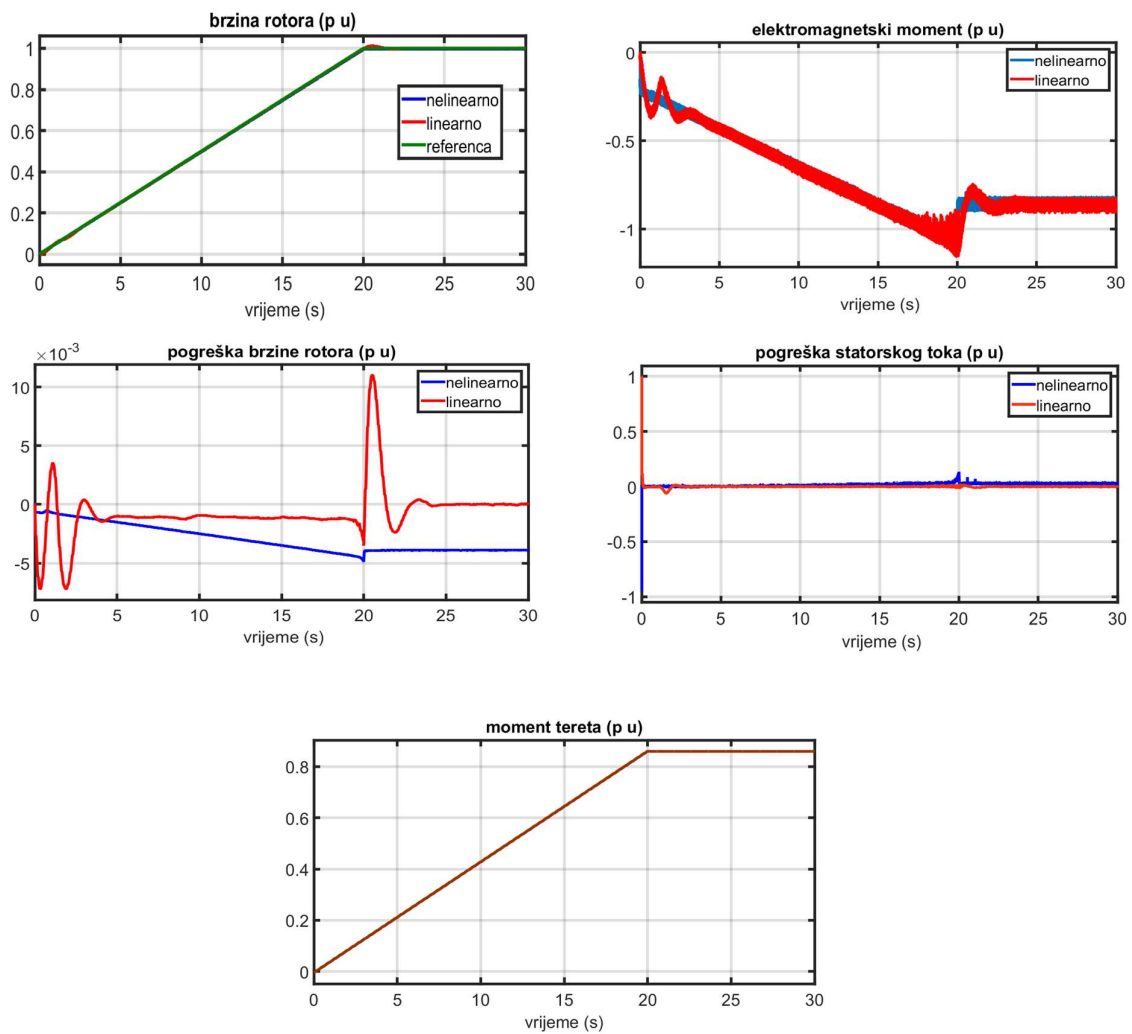 brzina rotora (p u)
1
0.8
0.6
0.4
0.2
0
nelinearno
linearno
referenca
0 5 10 15 20 25 30
vrijeme (s)
elektromagnetski moment (p u)
0
-0.5
-1
nelinearno
linearno
0 5 10 15 20 25 30
vrijeme (s)
×10-3
pogreška brzine rotora (p u)
10
5
0
-5
nelinearno
linearno
0 5 10 15 20 25 30
vrijeme (s)
pogreška statorskog toka (p u)
1
0.5
0
-0.5
-1
nelinearno
linearno
0 5 10 15 20 25 30
vrijeme (s)
moment tereta (p u)
0.8
0.6
0.4
0.2
0
0 5 10 15 20 25 30
vrijeme (s)